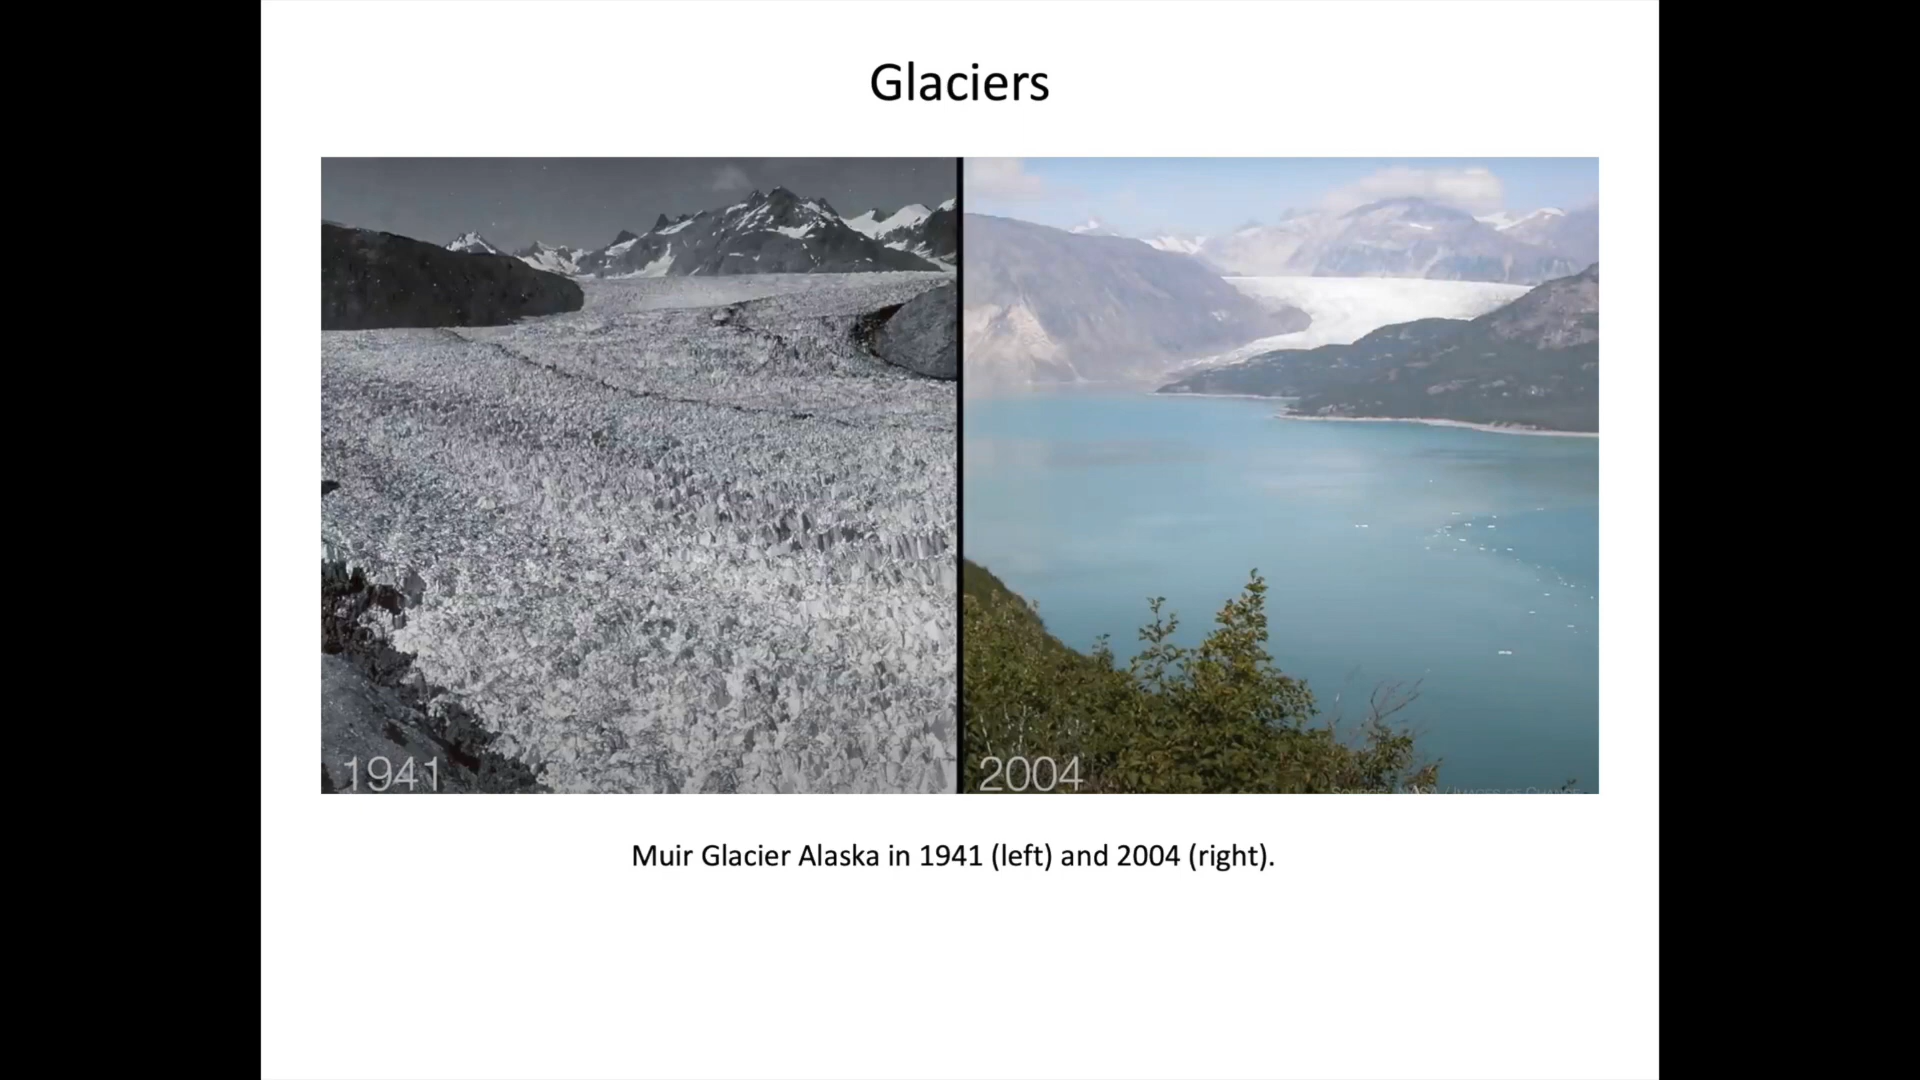 Glaciers
1941
2004
Muir Glacier Alaska in 1941 (left) and 2004 (right).